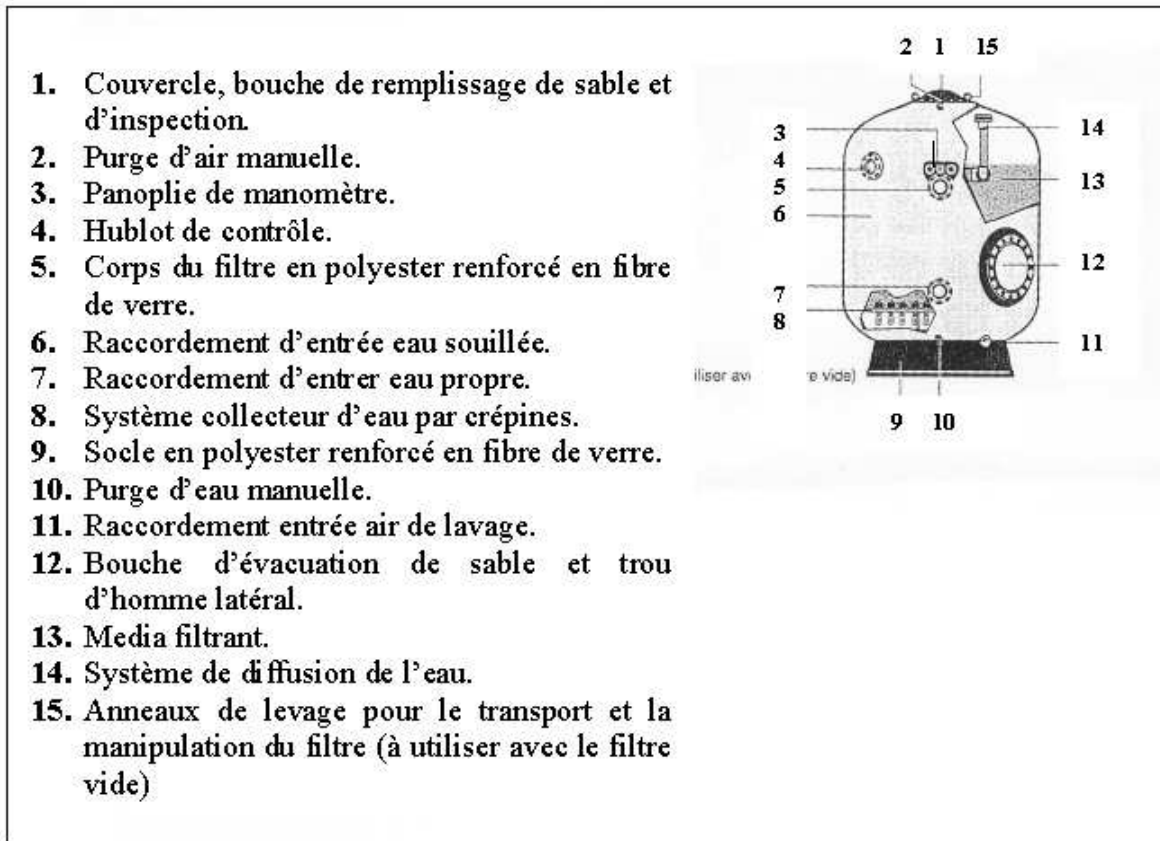 1. Couvercle, bouche de remplissage de sable et
d'inspection.
2. Purge d'air manuelle.
3. Panoplie de manomètre.
4. Hublot de contrôle.
5. Corps du filtre en polyester renforcé en fibre
de verre.
6. Raccordement d'entrée eau souillée.
7. Raccordement d'entrer eau propre.
8. Système collecteur d'eau par crépines.
9. Socle en polyester renforcé en fibre de verre.
10. Purge d'eau manuelle.
11. Raccordement entrée air de lavage.
12. Bouche d'évacuation de sable et trou
d'homme latéral.
13. Media filtrant.
14. Système de diffusion de l'eau.
15. Anneaux de levage pour le transport et la
manipulation du filtre (à utiliser avec le filtre
vide)
2 1 15
3
4
5
6
7
8
14
13
12
11
iliser avi re vide)
9 10